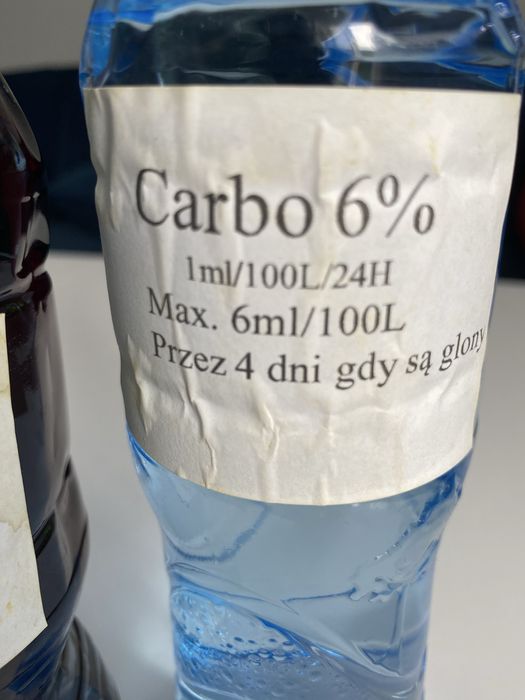 Carbo 6%
1ml/100L/24H
Max. 6ml/100L
Przez 4 dni gdy są glony